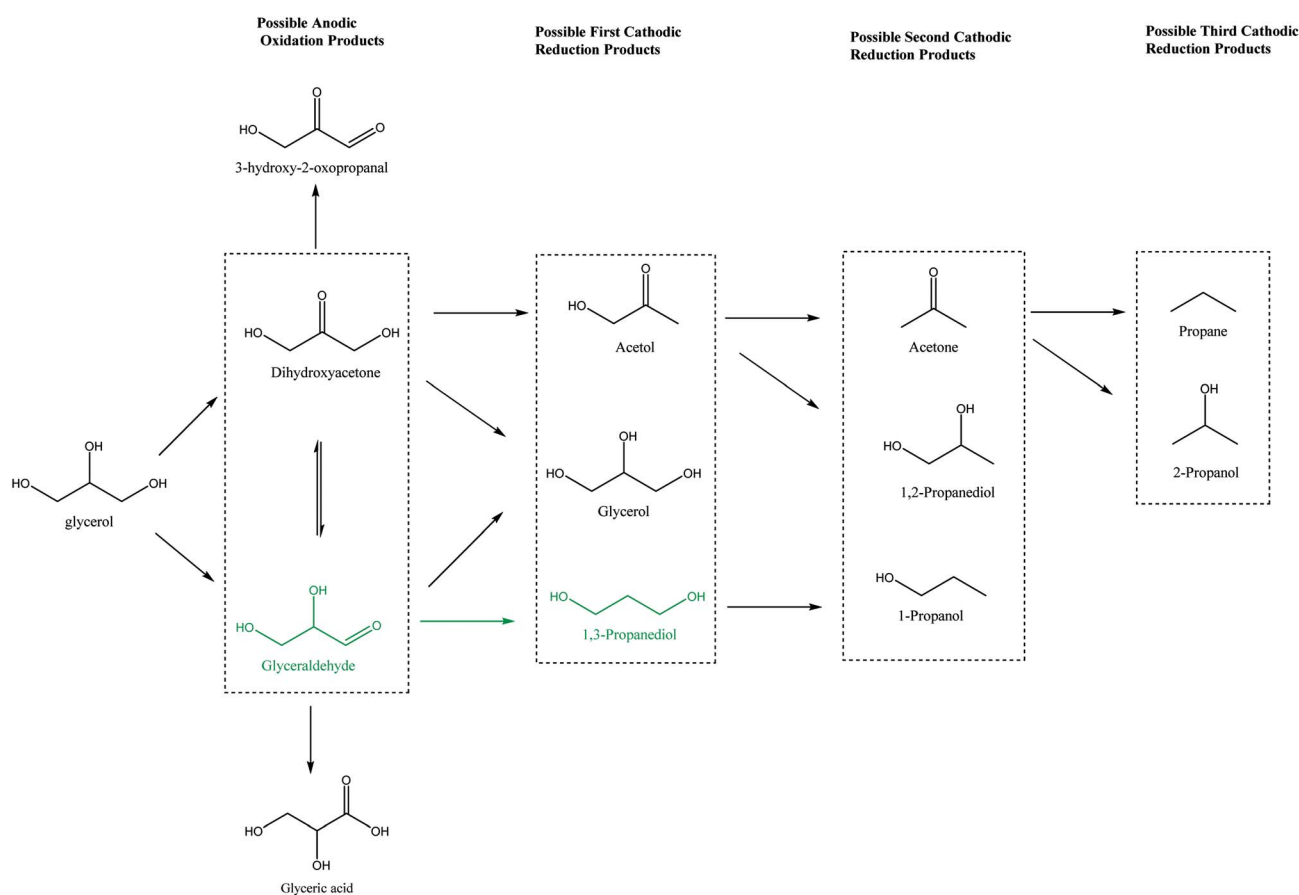 Possible Anodic
Oxidation Products
Possible First Cathodic
Reduction Products
Possible Second Cathodic
Reduction Products
Possible Third Cathodic
Reduction Products
O
HO
O
3-hydroxy-2-oxopropanal
O
HO
OH
Dihydroxyacetone
O
HO
Acetol
O
Acetone
Propane
OH
HO
OH
glycerol
OH
HO
OH
Glycerol
OH
HO
1,2-Propanediol
OH
2-Propanol
OH
HO
O
Glyceraldehyde
HO
OH
1,3-Propanediol
HO
1-Propanol
O
HO
OH
OH
Glyceric acid